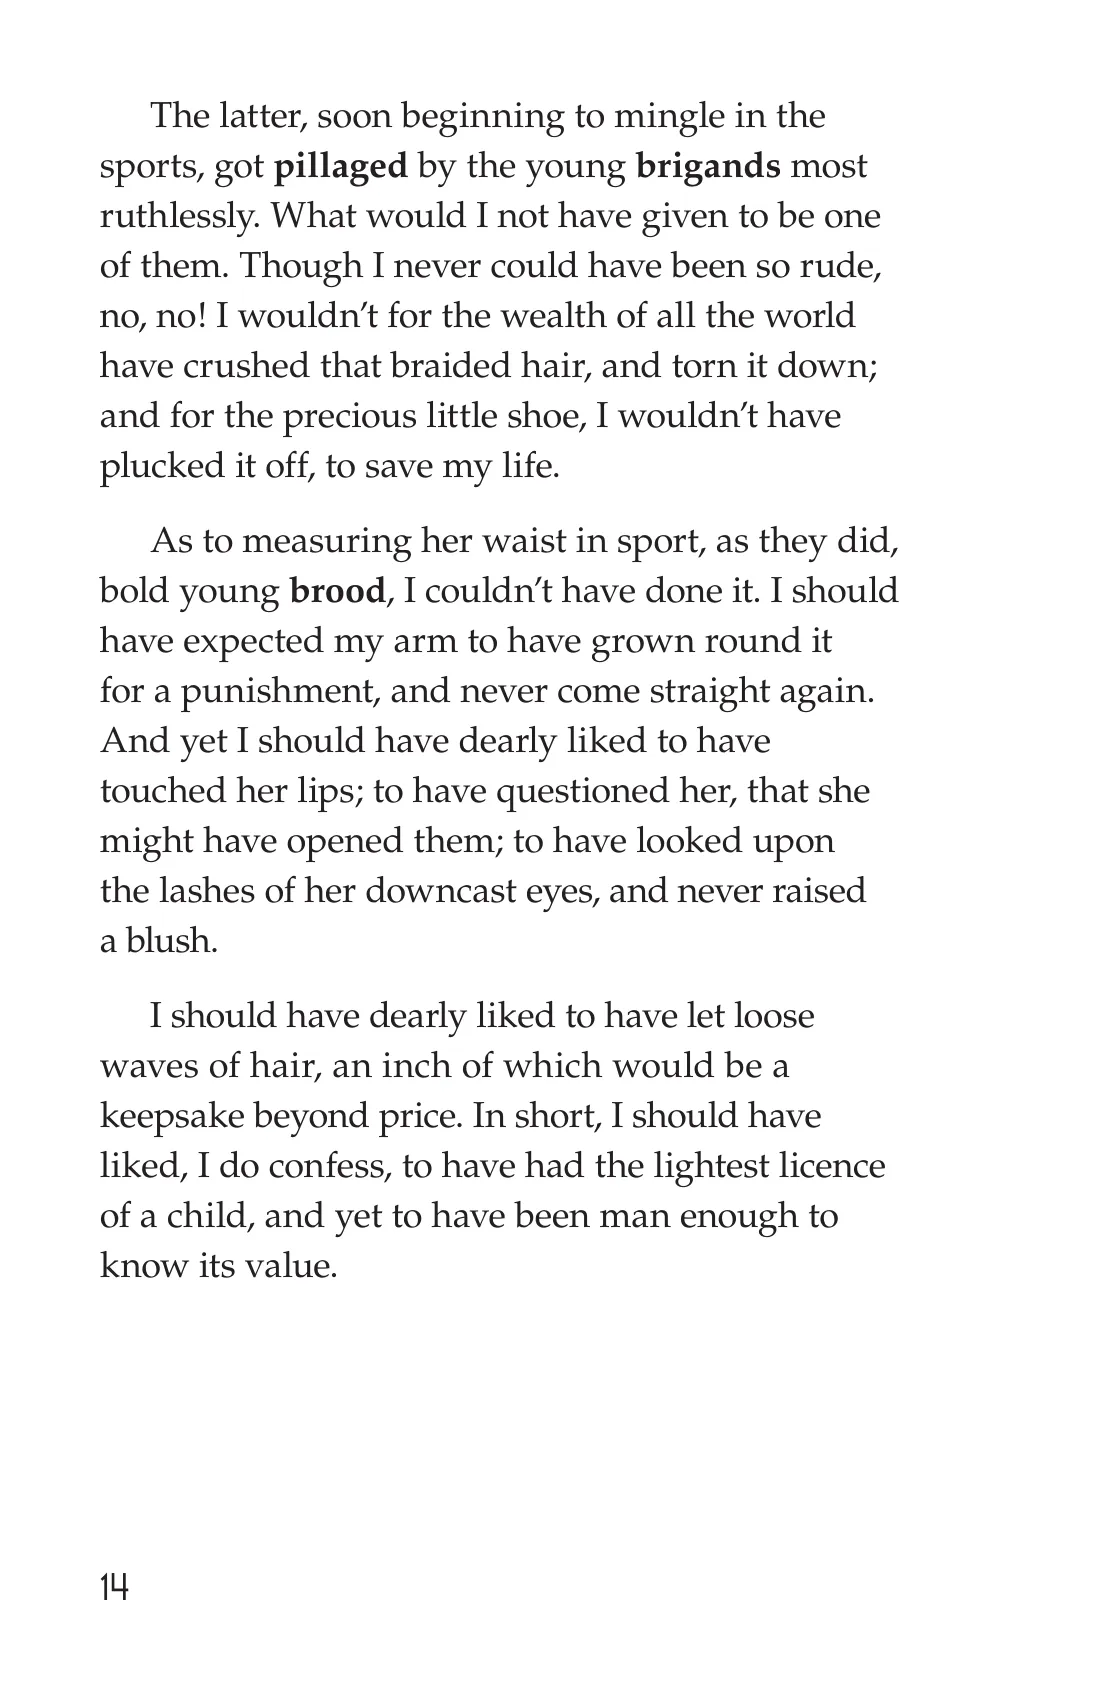 The latter, soon beginning to mingle in the
sports, got pillaged by the young brigands most
ruthlessly. What would I not have given to be one
of them. Though I never could have been so rude,
no, no! I wouldn’t for the wealth of all the world
have crushed that braided hair, and torn it down;
and for the precious little shoe, I wouldn’t have
plucked it off, to save my life.
As to measuring her waist in sport, as they did,
bold young brood, I couldn’t have done it. I should
have expected my arm to have grown round it
for a punishment, and never come straight again.
And yet I should have dearly liked to have
touched her lips; to have questioned her, that she
might have opened them; to have looked upon
the lashes of her downcast eyes, and never raised
a blush.
I should have dearly liked to have let loose
waves of hair, an inch of which would be a
keepsake beyond price. In short, I should have
liked, I do confess, to have had the lightest licence
of a child, and yet to have been man enough to
know its value.
14